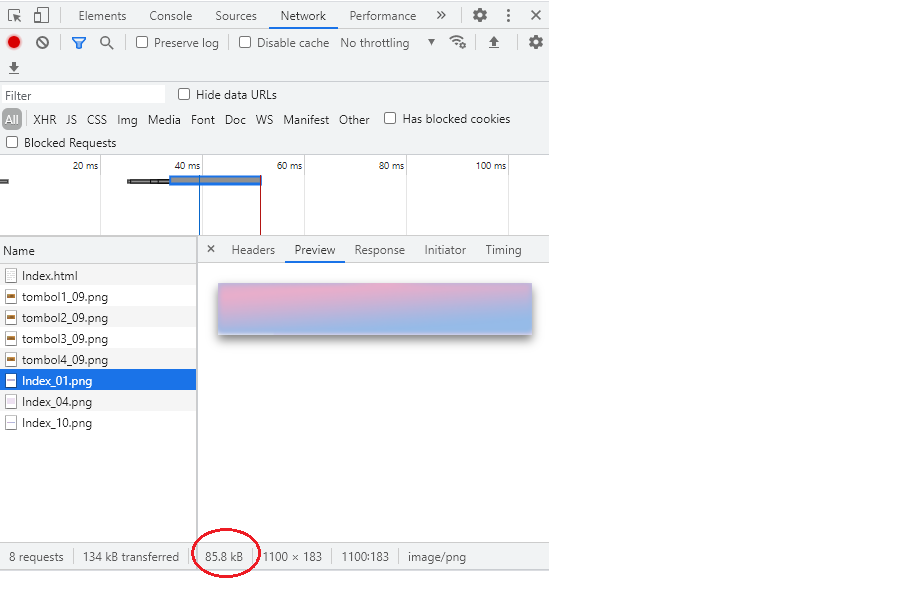 Elements Console Sources Network Performance »
Preserve log Disable cache No throttling
Filter Hide data URLs
All XHR JS CSS Img Media Font Doc WS Manifest Other Has blocked cookies
Blocked Requests
20 ms 40 ms 60 ms 80 ms 100 ms
Name × Headers Preview Response Initiator Timing
Index.html
tombol1_09.png
tombol2_09.png
tombol3_09.png
tombol4_09.png
Index_01.png
Index_04.png
Index_10.png
8 requests 134 kB transferred 85.8 kB 1100 × 183 1100:183 image/png